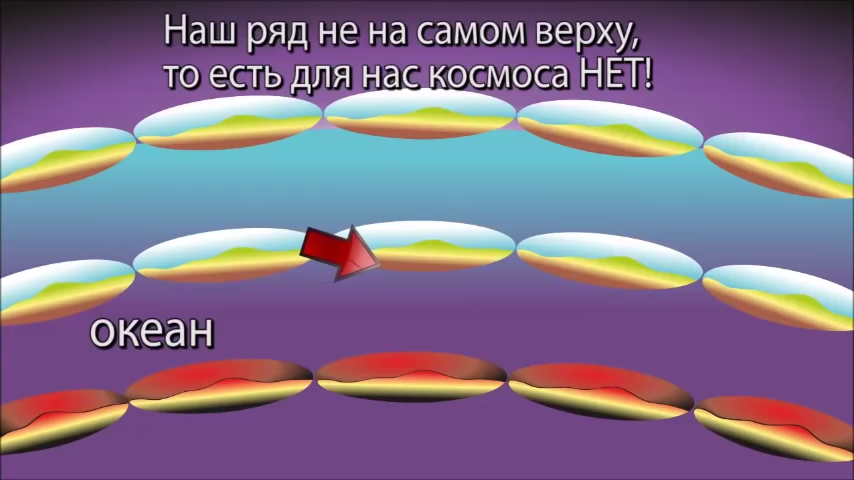 Наш ряд не на самом верху,
то есть для нас космоса НЕТ!
океан